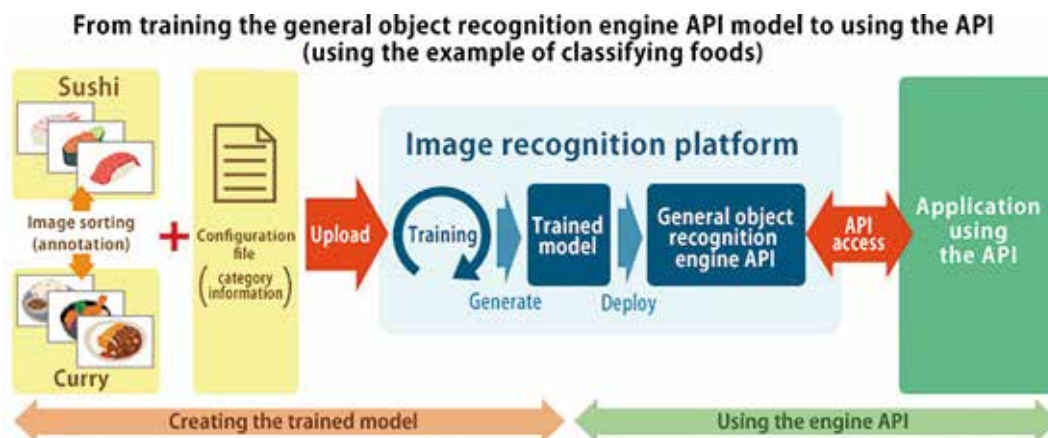 From training the general object recognition engine API model to using the API
(using the example of classifying foods)
Sushi
Image sorting
(annotation)
Curry
+
Configuration
file
(category
information)
Upload
Image recognition platform
Training
Generate
Trained
model
Deploy
General object
recognition
engine API
API
access
Application
using
the API
Creating the trained model
Using the engine API